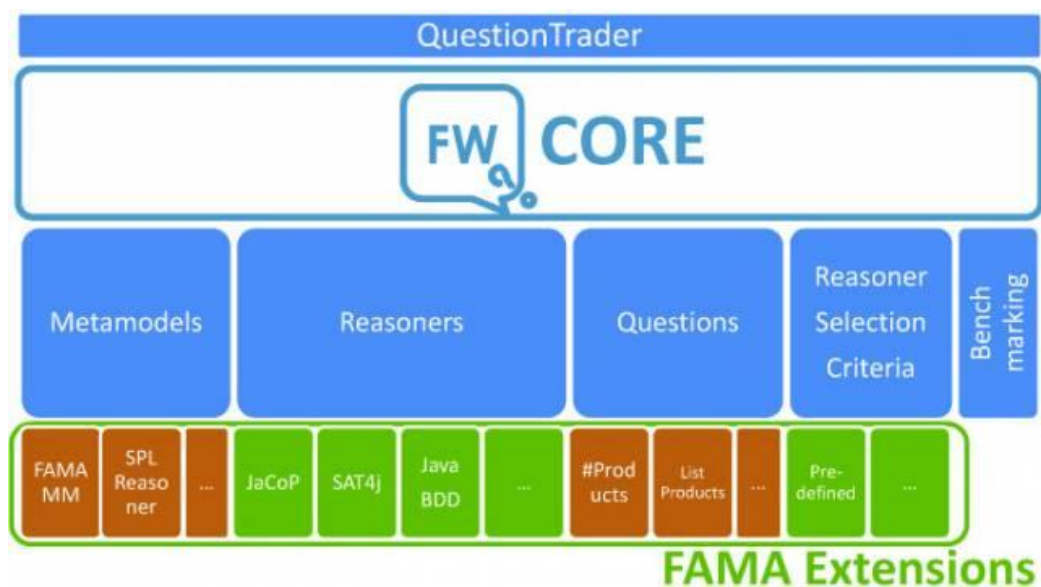 QuestionTrader
FW CORE
Metamodels
Reasoners
Questions
Reasoner
Selection
Criteria
Bench
marking
FAMA
MM
SPL
Reaso
ner
...
JaCoP
SAT4j
Java
BDD
...
#Prod
ucts
List
Products
...
Pre-
defined
...
FAMA Extensions